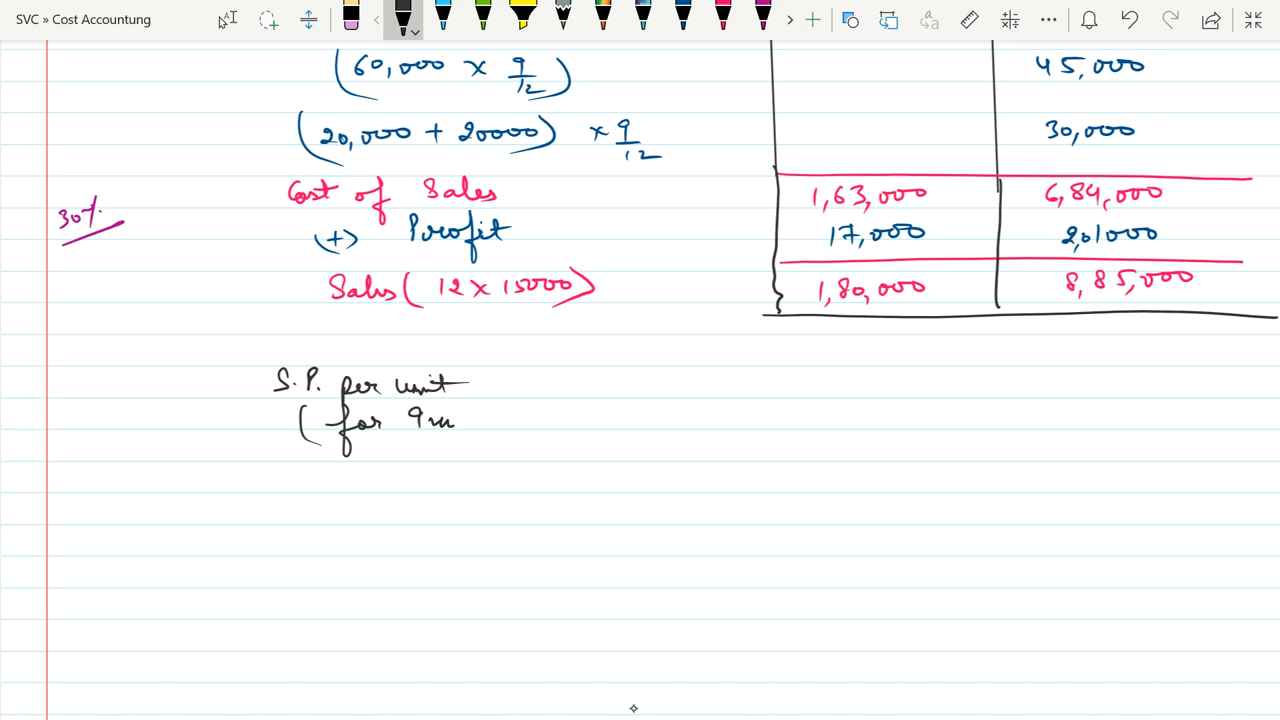 SVC » Cost Accountung
(60,000 × 9/12) 45,000
(20,000 + 20000) × 9/12 30,000
Cost of Sales 1,63,000 6,84,000
30%
(+) Profit 17,000 2,01000
Sales (12 × 15000) 1,80,000 8,85,000
S.P. per unit
( for 9m